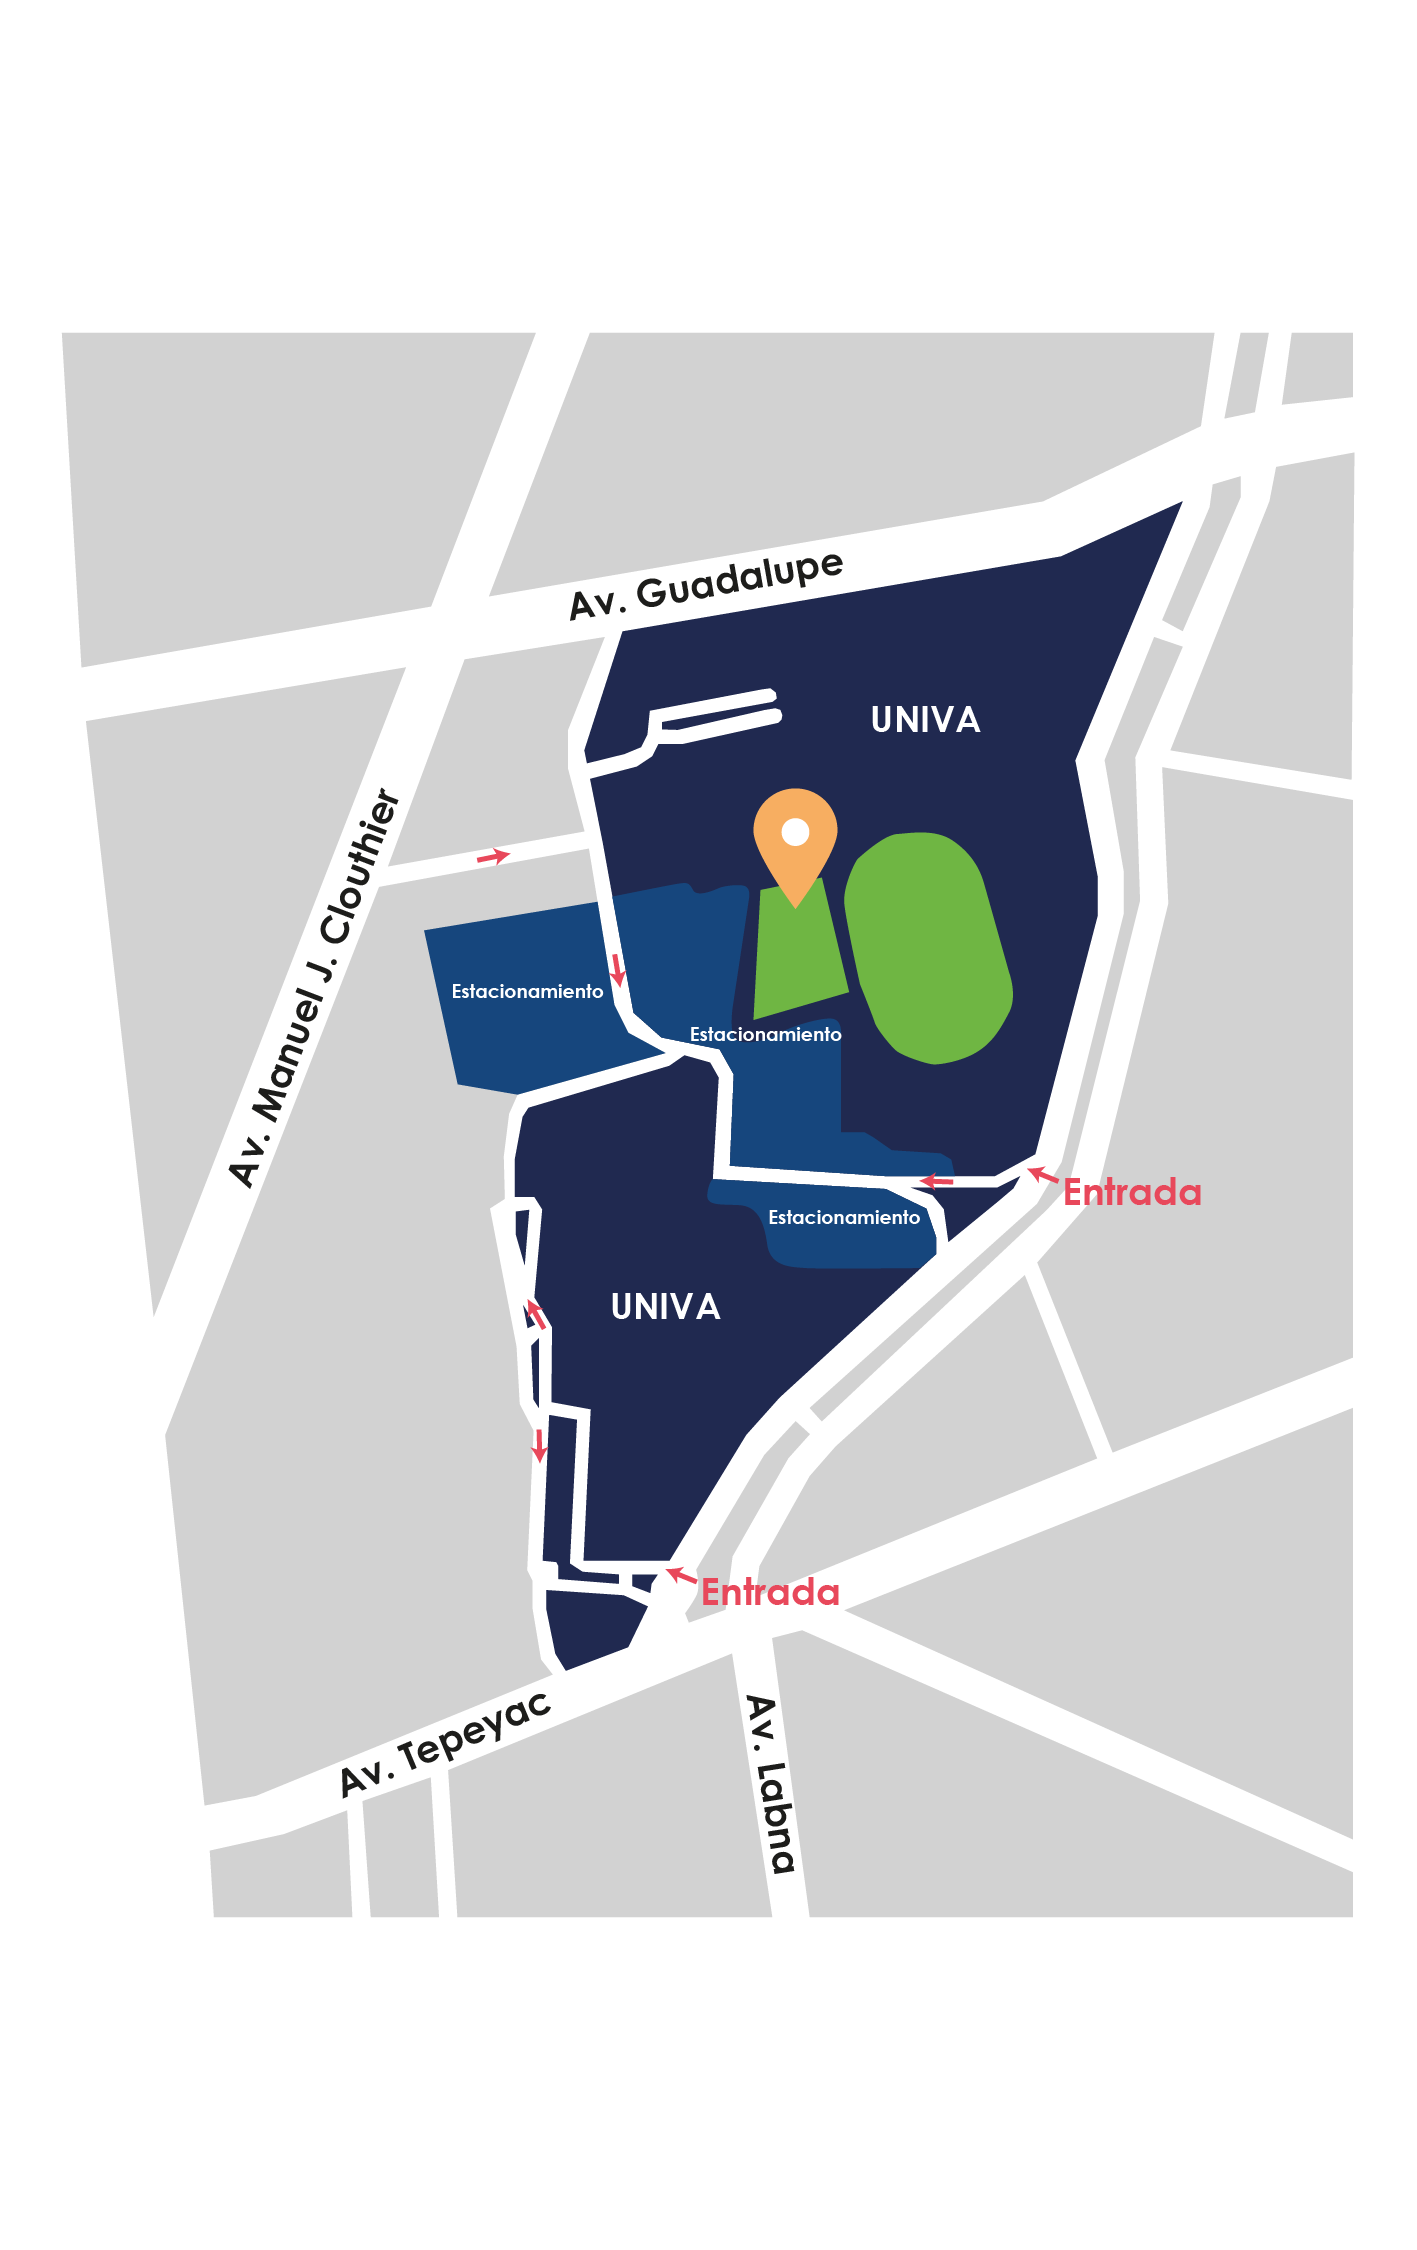 Av. Guadalupe
UNIVA
Av. Manuel J. Clouthier
Estacionamiento
Estacionamiento
Entrada
Estacionamiento
UNIVA
Entrada
Av. Tepeyac
Av. Labna